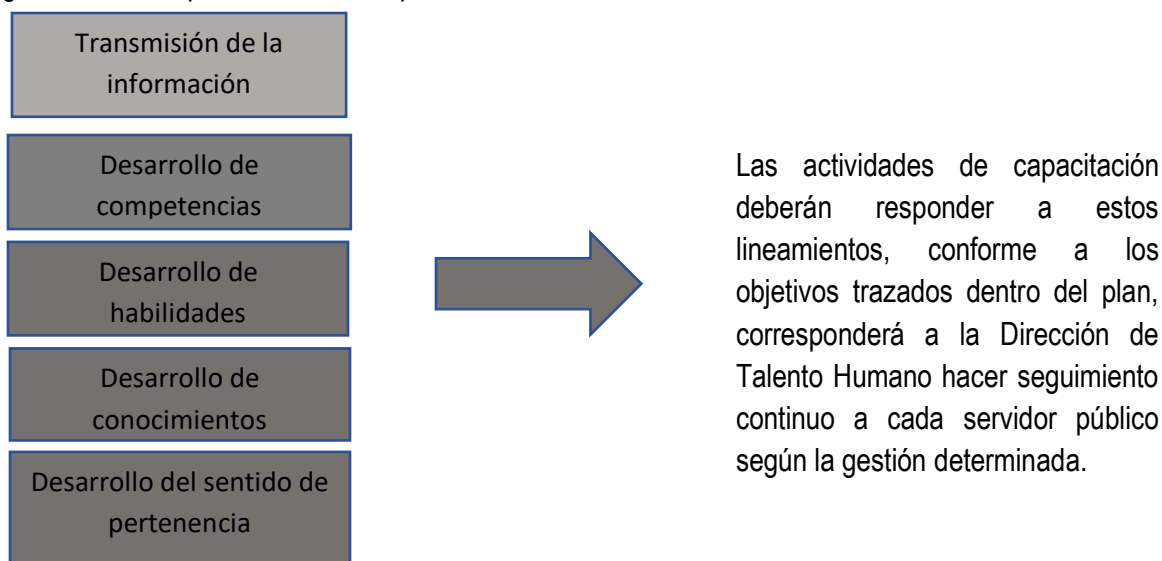 Transmisión de la
información
Desarrollo de
competencias
Desarrollo de
habilidades
Desarrollo de
conocimientos
Desarrollo del sentido de
pertenencia
Las actividades de capacitación
deberán responder a estos
lineamientos, conforme a los
objetivos trazados dentro del plan,
corresponderá a la Dirección de
Talento Humano hacer seguimiento
continuo a cada servidor público
según la gestión determinada.